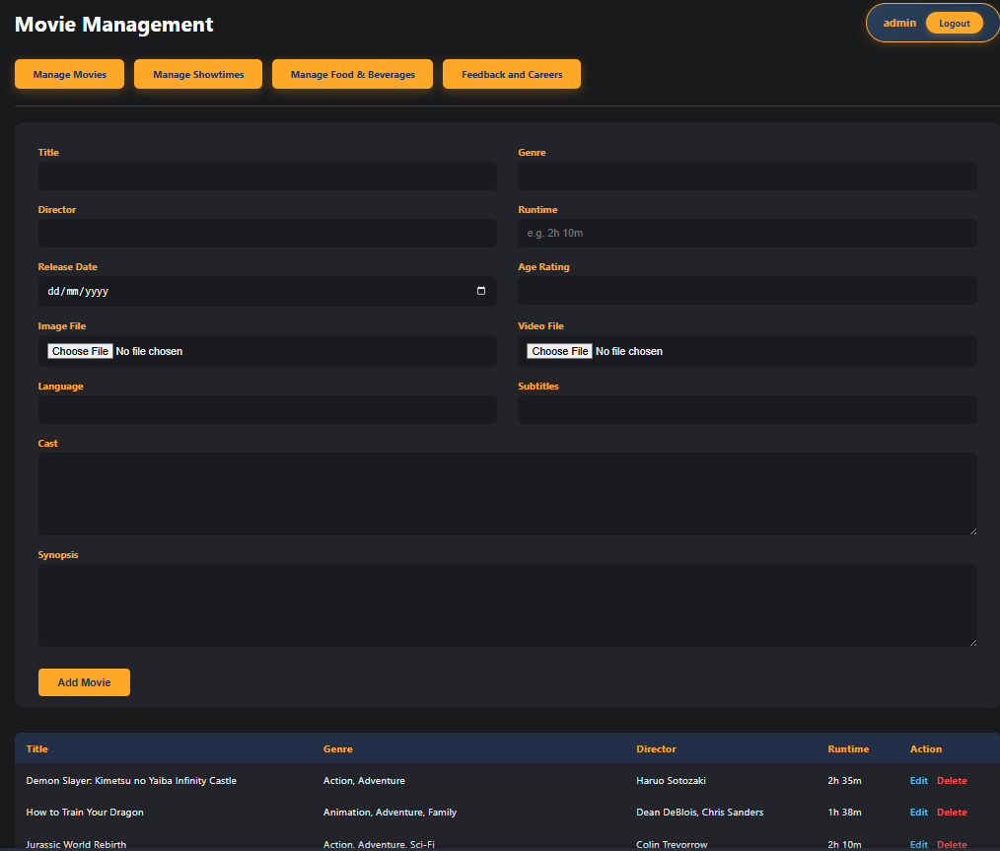 Movie Management
admin Logout
Manage Movies Manage Showtimes Manage Food & Beverages Feedback and Careers
Title Genre
Director Runtime
e.g. 2h 10m
Release Date Age Rating
dd/mm/yyyy
Image File Video File
Choose File No file chosen Choose File No file chosen
Language Subtitles
Cast
Synopsis
Add Movie
Title Genre Director Runtime Action
Demon Slayer: Kimetsu no Yaiba Infinity Castle Action, Adventure Haruo Sotozaki 2h 35m Edit Delete
How to Train Your Dragon Animation, Adventure, Family Dean DeBlois, Chris Sanders 1h 38m Edit Delete
Jurassic World Rebirth Action, Adventure, Sci-Fi Colin Trevorrow 2h 10m Edit Delete